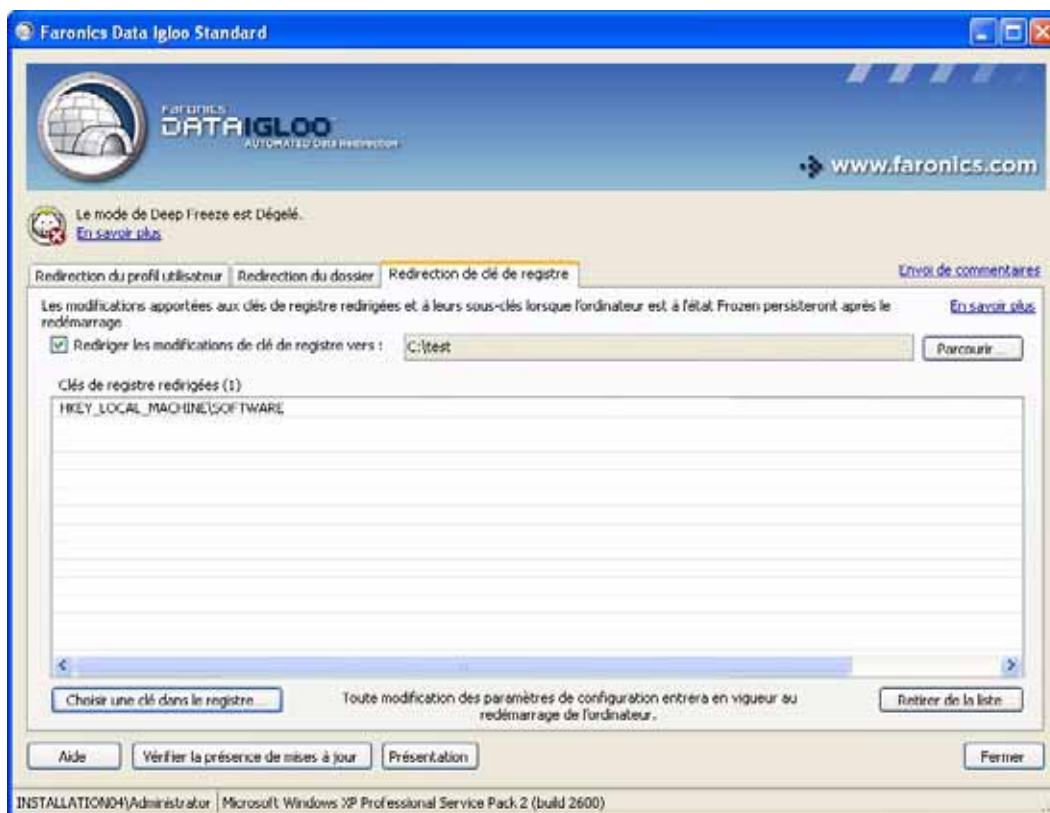 Faronics Data Igloo Standard
FARONICS
DATAIGLOO
AUTOMATED Data Redirection
www.faronics.com
Le mode de Deep Freeze est Dégelé.
En savoir plus
Redirection du profil utilisateur
Redirection du dossier
Redirection de clé de registre
Envoi de commentaires
Les modifications apportées aux clés de registre redirigées et à leurs sous-clés lorsque l'ordinateur est à l'état Frozen persisteront après le
redémarrage
En savoir plus
Rediriger les modifications de clé de registre vers :
C:\test
Parcourir ...
Clés de registre redirigées (1)
HKEY_LOCAL_MACHINE\SOFTWARE
Choisir une clé dans le registre ...
Toute modification des paramètres de configuration entrera en vigueur au
redémarrage de l'ordinateur.
Retirer de la liste
Aide
Vérifier la présence de mises à jour
Présentation
Fermer
INSTALLATION04\Administrator
Microsoft Windows XP Professional Service Pack 2 (build 2600)